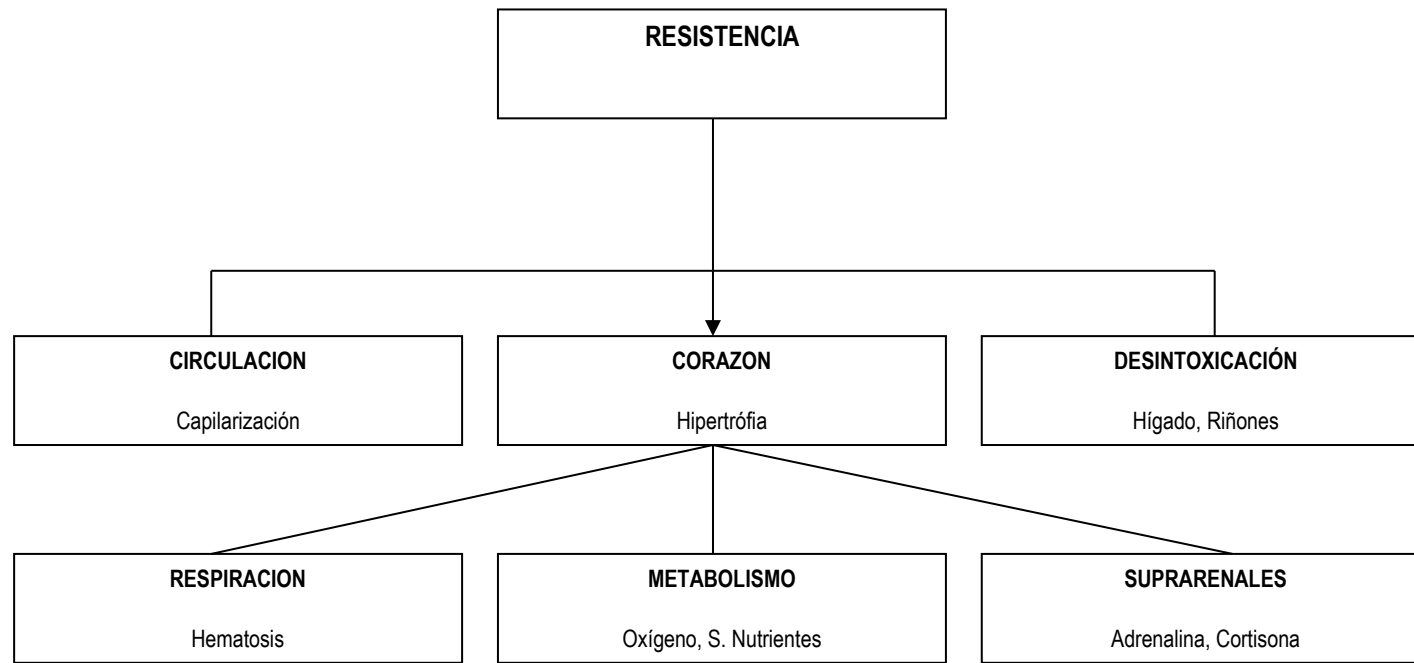 RESISTENCIA
CIRCULACION
Capilarización
CORAZON
Hipertrófia
DESINTOXICACIÓN
Hígado, Riñones
RESPIRACION
Hematosis
METABOLISMO
Oxígeno, S. Nutrientes
SUPRARENALES
Adrenalina, Cortisona